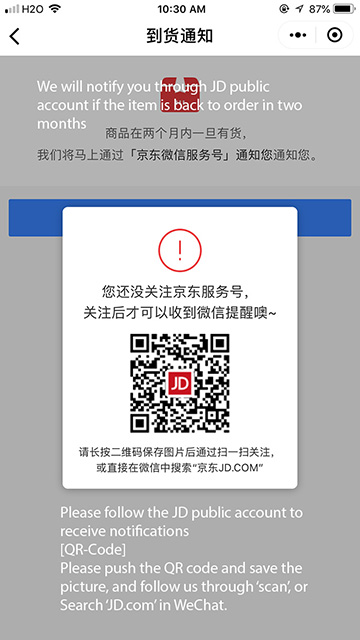 H2O
10:30 AM
87%
到货通知
We will notify you through JD public
account if the item is back to order in two
months
商品在两个月内一旦有货，
我们将马上通过「京东微信服务号」通知您通知您。
!
您还没关注京东服务号，
关注后才可以收到微信提醒噢~
JD
请长按二维码保存图片后通过扫一扫关注，
或直接在微信中搜索“京东JD.COM”
Please follow the JD public account to
receive notifications
[QR-Code]
Please push the QR code and save the
picture, and follow us through ‘scan’, or
Search ‘JD.com’ in WeChat.